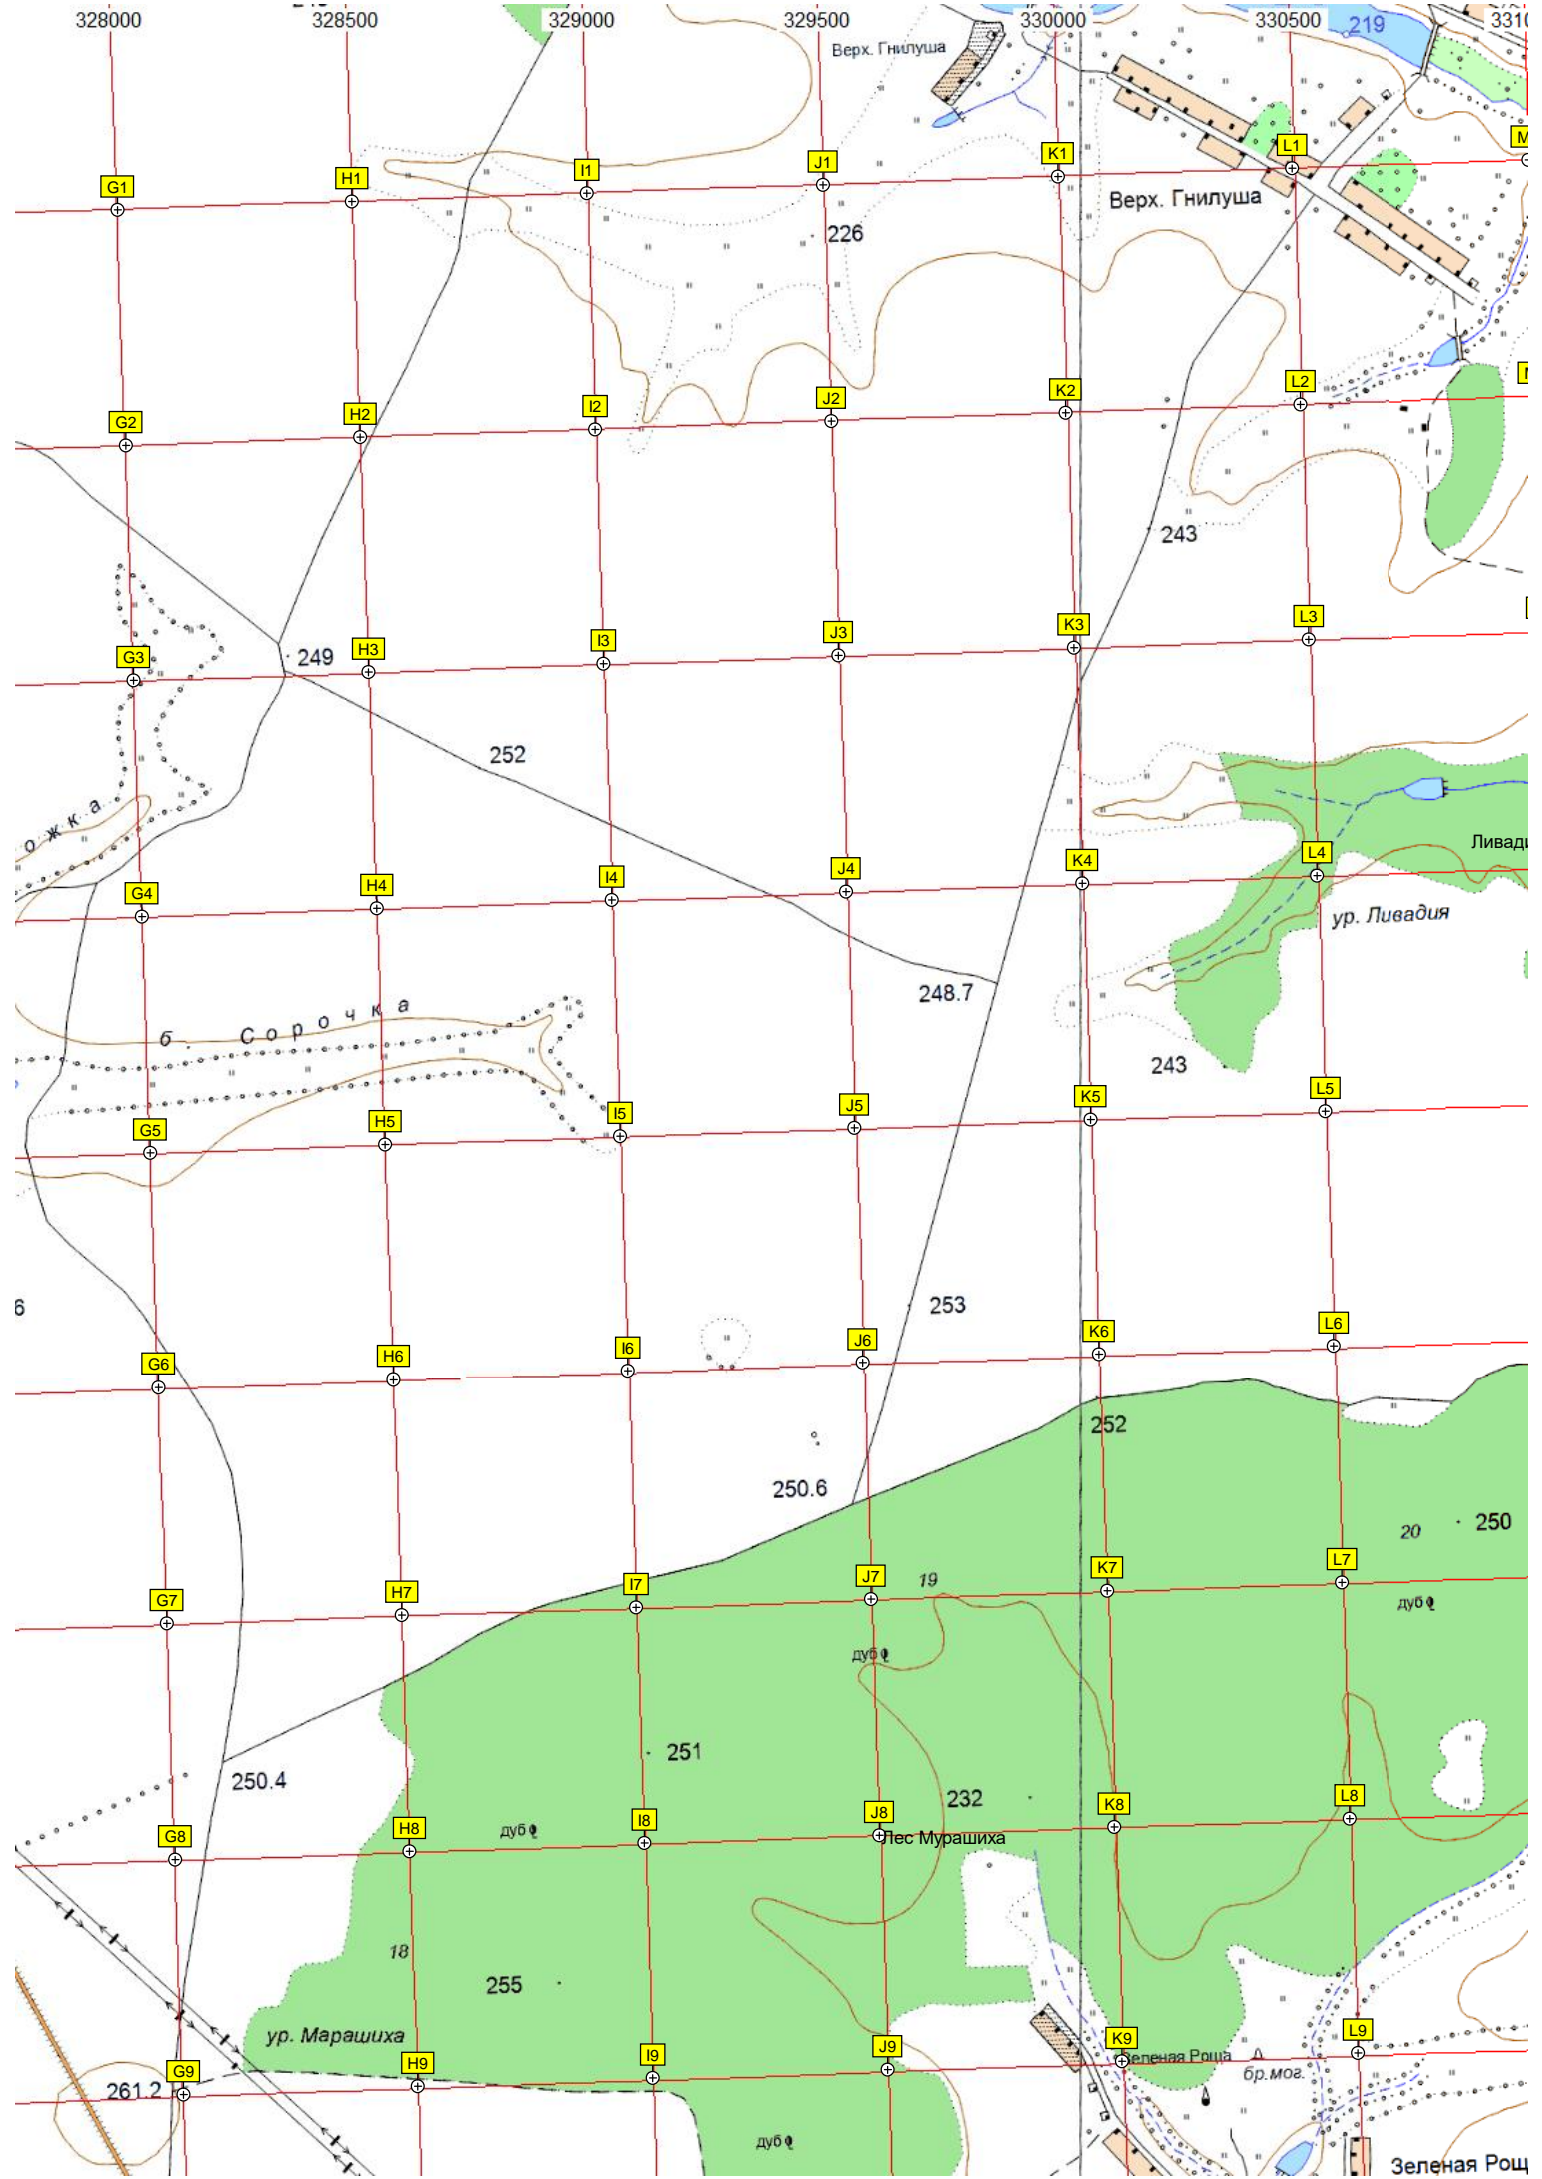 328000 328500 329000 329500 330000 330500
219
Верх. Гнилуша
G1 H1 I1 J1 K1 L1
Верх. Гнилуша
226
G2 H2 I2 J2 K2 L2
243
G3 H3 I3 J3 K3 L3
249
252
ожка
Ливади
G4 H4 I4 J4 K4 L4
ур. Ливадия
248.7
б. Сорочка
243
G5 H5 I5 J5 K5 L5
6
253
G6 H6 I6 J6 K6 L6
252
250.6
20 250
G7 H7 I7 J7 K7 L7
19
дуб
дуб
251
250.4
232
G8 H8 I8 J8 K8 L8
дуб
Лес Мурашиха
18
255
ур. Марашиха
G9 H9 I9 J9 K9 L9
Зеленая Роща
бр.мог.
261.2
дуб
Зеленая Рощ